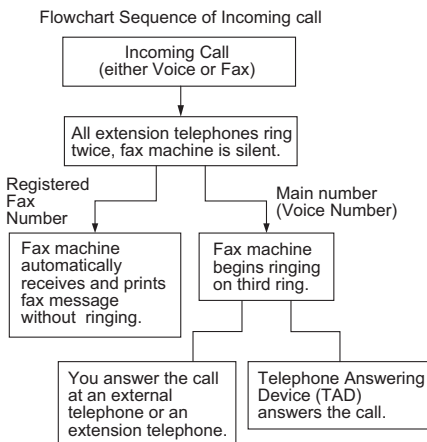 Flowchart Sequence of Incoming call
Incoming Call
(either Voice or Fax)
All extension telephones ring
twice, fax machine is silent.
Registered
Fax
Number
Main number
(Voice Number)
Fax machine
automatically
receives and prints
fax message
without ringing.
Fax machine
begins ringing
on third ring.
You answer the call
at an external
telephone or an
extension telephone.
Telephone Answering
Device (TAD)
answers the call.